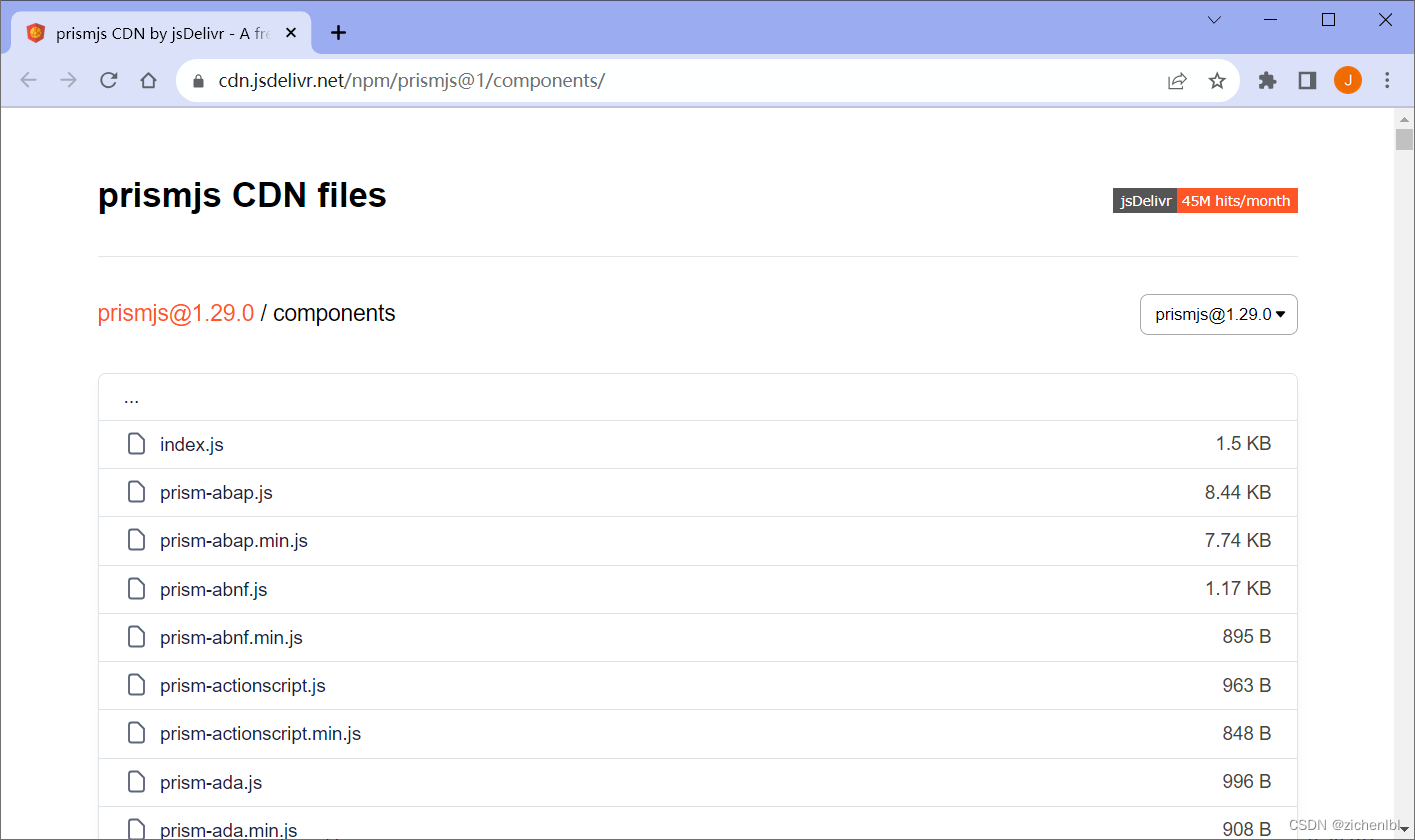 prismjs CDN by jsDelivr - A fre
cdn.jsdelivr.net/npm/prismjs@1/components/
J
prismjs CDN files
jsDelivr 45M hits/month
prismjs@1.29.0 / components
prismjs@1.29.0
...
index.js 1.5 KB
prism-abap.js 8.44 KB
prism-abap.min.js 7.74 KB
prism-abnf.js 1.17 KB
prism-abnf.min.js 895 B
prism-actionscript.js 963 B
prism-actionscript.min.js 848 B
prism-ada.js 996 B
prism-ada.min.js 908 B
CSDN @zichenlbl